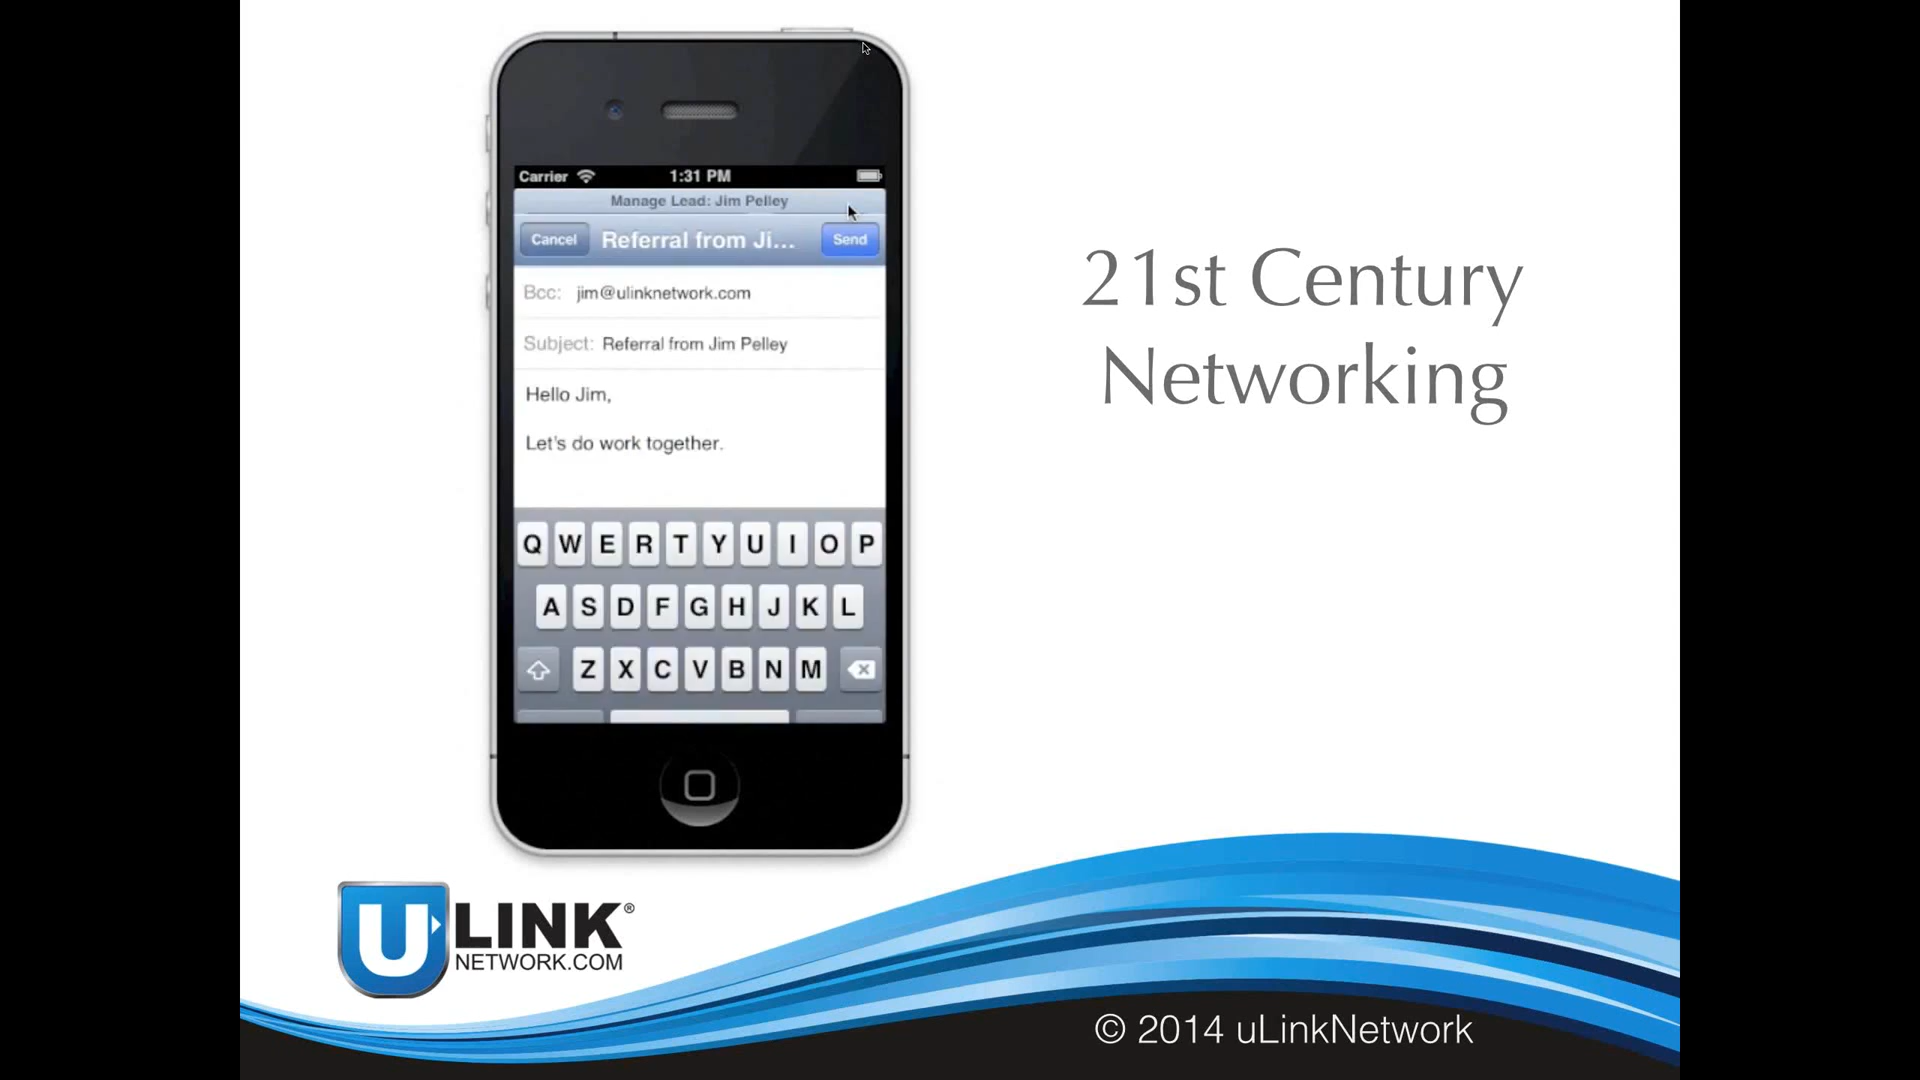 Carrier 1:31 PM
Manage Lead: Jim Pelley
Cancel Referral from Ji... Send
Bcc: jim@ulinknetwork.com
Subject: Referral from Jim Pelley
Hello Jim,
Let's do work together.
Q W E R T Y U I O P
A S D F G H J K L
Z X C V B N M
21st Century
Networking
U LINK®
NETWORK.COM
© 2014 uLinkNetwork